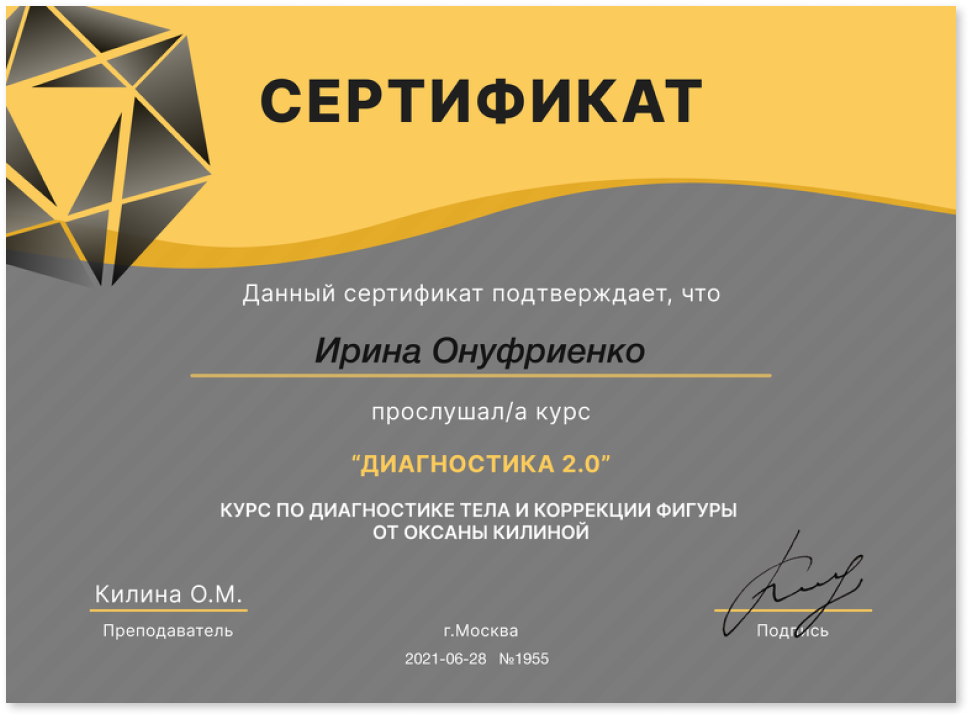 СЕРТИФИКАТ
Данный сертификат подтверждает, что
Ирина Онуфриенко
прослушал/а курс
“ДИАГНОСТИКА 2.0”
КУРС ПО ДИАГНОСТИКЕ ТЕЛА И КОРРЕКЦИИ ФИГУРЫ
ОТ ОКСАНЫ КИЛИНОЙ
Килина О.М.
Преподаватель
г.Москва
Подпись
2021-06-28 №1955